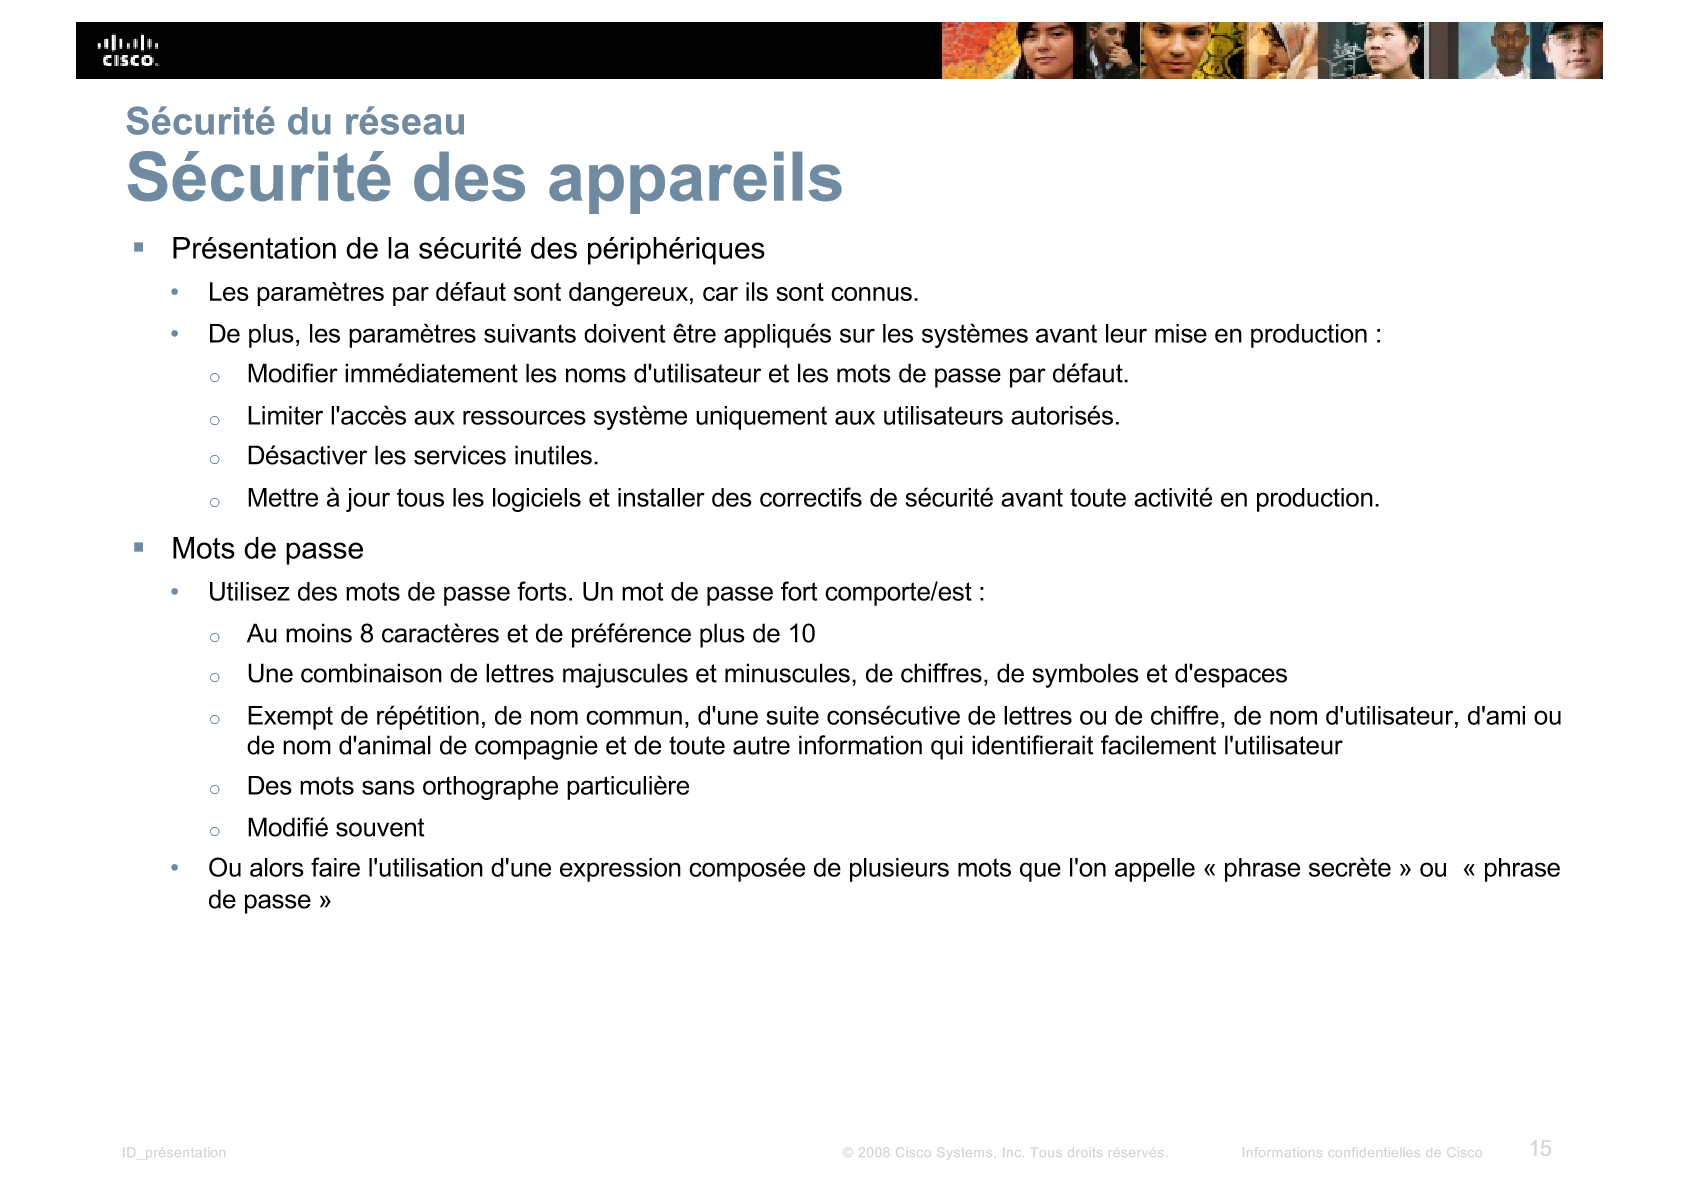 CISCO
Sécurité du réseau
Sécurité des appareils
▪ Présentation de la sécurité des périphériques
• Les paramètres par défaut sont dangereux, car ils sont connus.
• De plus, les paramètres suivants doivent être appliqués sur les systèmes avant leur mise en production :
o Modifier immédiatement les noms d'utilisateur et les mots de passe par défaut.
o Limiter l'accès aux ressources système uniquement aux utilisateurs autorisés.
o Désactiver les services inutiles.
o Mettre à jour tous les logiciels et installer des correctifs de sécurité avant toute activité en production.
▪ Mots de passe
• Utilisez des mots de passe forts. Un mot de passe fort comporte/est :
o Au moins 8 caractères et de préférence plus de 10
o Une combinaison de lettres majuscules et minuscules, de chiffres, de symboles et d'espaces
o Exempt de répétition, de nom commun, d'une suite consécutive de lettres ou de chiffre, de nom d'utilisateur, d'ami ou
de nom d'animal de compagnie et de toute autre information qui identifierait facilement l'utilisateur
o Des mots sans orthographe particulière
o Modifié souvent
• Ou alors faire l'utilisation d'une expression composée de plusieurs mots que l'on appelle « phrase secrète » ou « phrase
de passe »
ID_présentation © 2008 Cisco Systems, Inc. Tous droits réservés. Informations confidentielles de Cisco 15